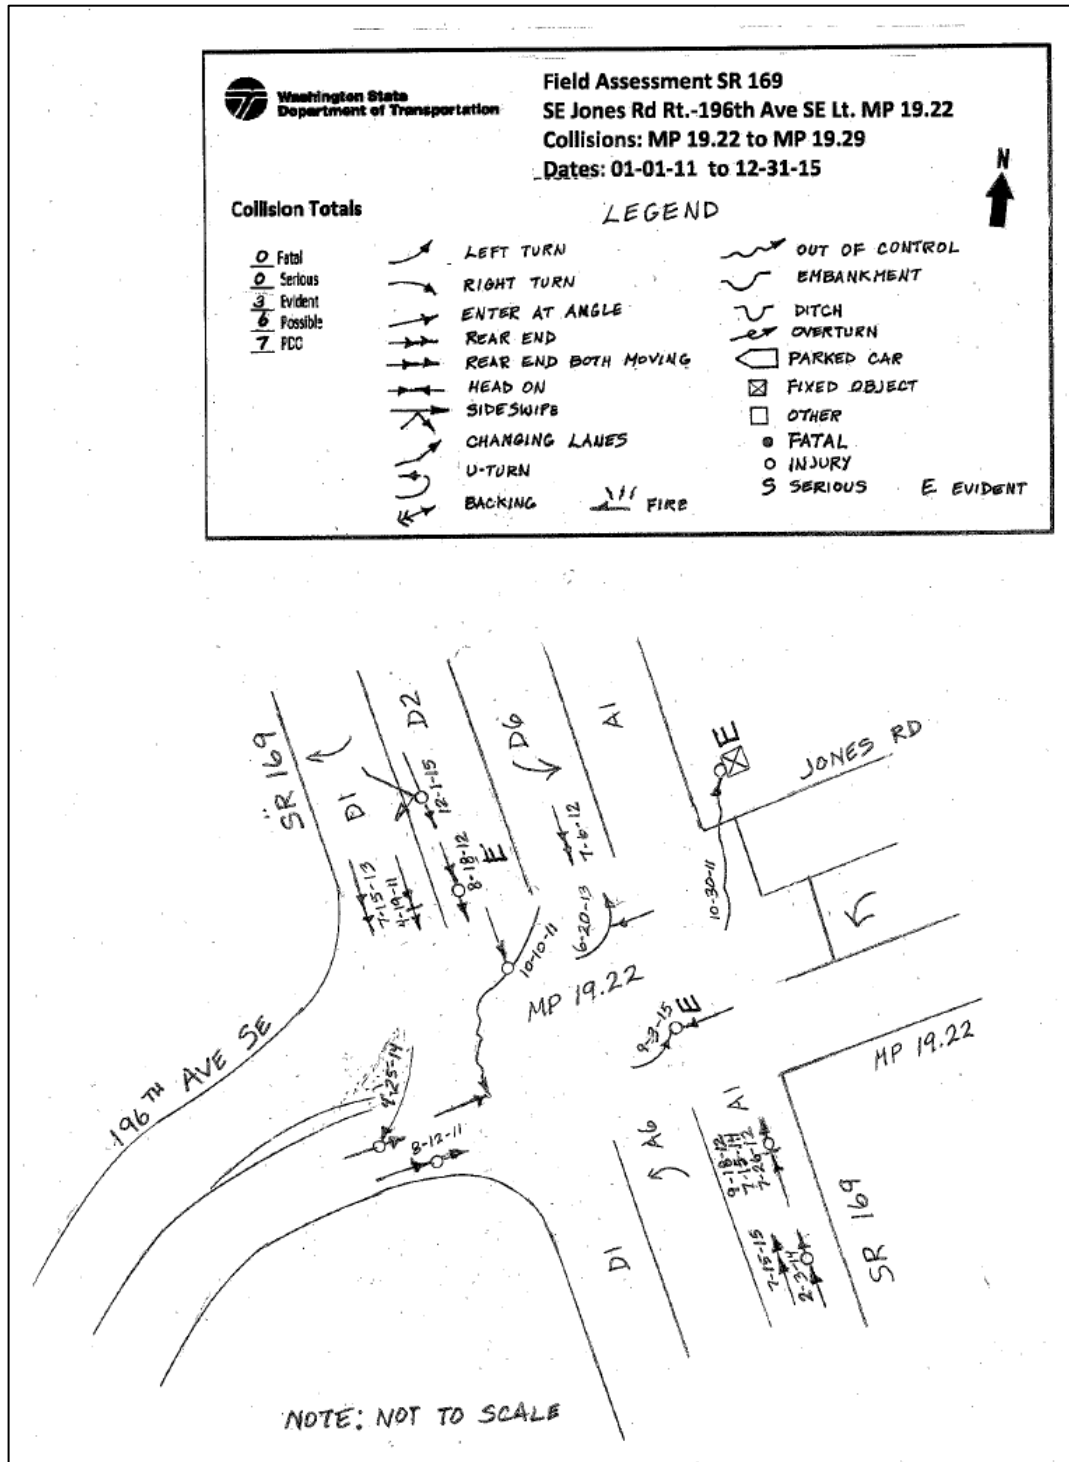 Washington State
Department of Transportation
Field Assessment SR 169
SE Jones Rd Rt.-196th Ave SE Lt. MP 19.22
Collisions: MP 19.22 to MP 19.29
Dates: 01-01-11 to 12-31-15
N
Collision Totals
LEGEND
0 Fatal
0 Serious
3 Evident
6 Possible
7 PDO
LEFT TURN
RIGHT TURN
ENTER AT ANGLE
REAR END
REAR END BOTH MOVING
HEAD ON
SIDESWIPE
CHANGING LANES
U-TURN
BACKING
FIRE
OUT OF CONTROL
EMBANKMENT
DITCH
OVERTURN
PARKED CAR
FIXED OBJECT
OTHER
FATAL
INJURY
S SERIOUS E EVIDENT
SR 169
D1
D2
D6
A1
E
JONES RD
12-1-15
7-15-13
4-19-11
8-18-12
E
7-6-12
6-20-13
10-30-11
10-10-11
MP 19.22
9-3-15
E
MP 19.22
196TH AVE SE
8-12-11
A6
A1
9-18-12
7-15-14
7-26-12
D1
7-15-15
2-3-14
SR 169
NOTE: NOT TO SCALE